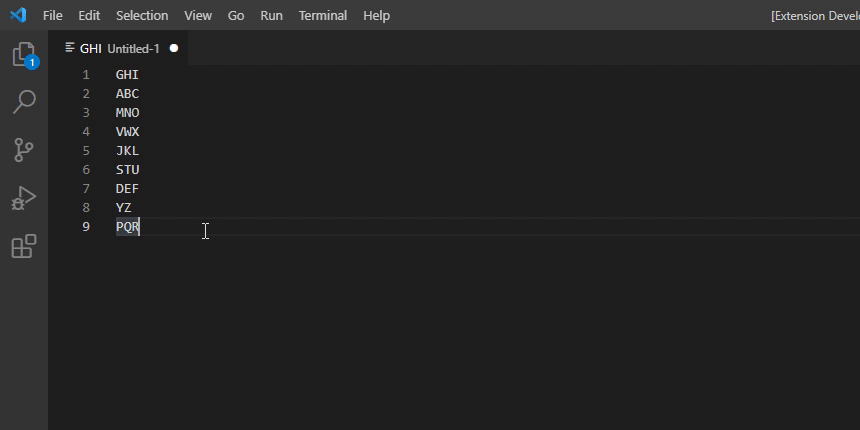 File Edit Selection View Go Run Terminal Help [Extension Develo
GHI Untitled-1
1
1 GHI
2 ABC
3 MNO
4 VWX
5 JKL
6 STU
7 DEF
8 YZ
9 PQR